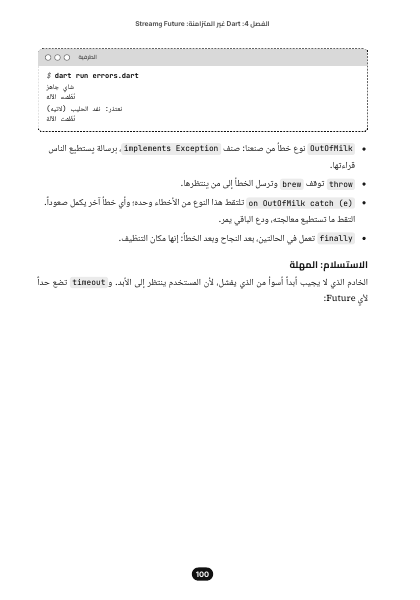 الفصل 4: Dart غير المتزامنة: Future وStream
الطرفية
$ dart run errors.dart
شاي جاهز
نُظفت الآلة
نعتذر: نفد الحليب (لاتيه)
نُظفت الآلة
• OutOfMilk نوع خطأ من صنعنا: صنف implements Exception، برسالة يستطيع الناس
قراءتها.
• throw توقف brew وترسل الخطأ إلى من ينتظرها.
• on OutOfMilk catch (e) تلتقط هذا النوع من الأخطاء وحده؛ وأي خطأ آخر يكمل صعوداً.
التقط ما تستطيع معالجته، ودع الباقي يمر.
• finally تعمل في الحالتين، بعد النجاح وبعد الخطأ: إنها مكان التنظيف.
الاستسلام: المهلة
الخادم الذي لا يجيب أبداً أسوأ من الذي يفشل، لأن المستخدم ينتظر إلى الأبد. و timeout تضع حداً
لأي Future:
100